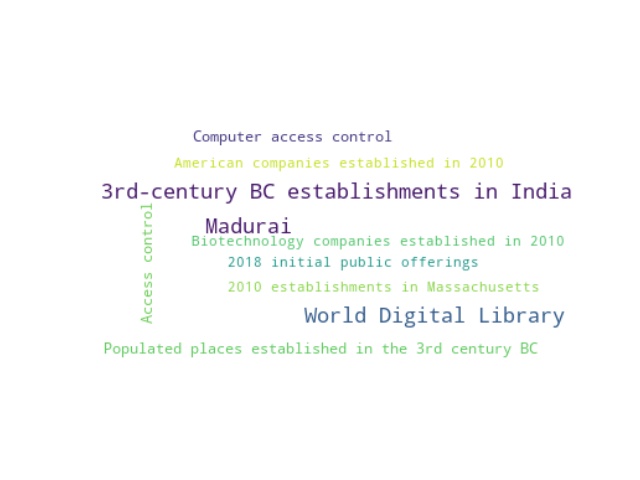 Computer access control
American companies established in 2010
3rd-century BC establishments in India
Madurai
Biotechnology companies established in 2010
Access control
2018 initial public offerings
2010 establishments in Massachusetts
World Digital Library
Populated places established in the 3rd century BC